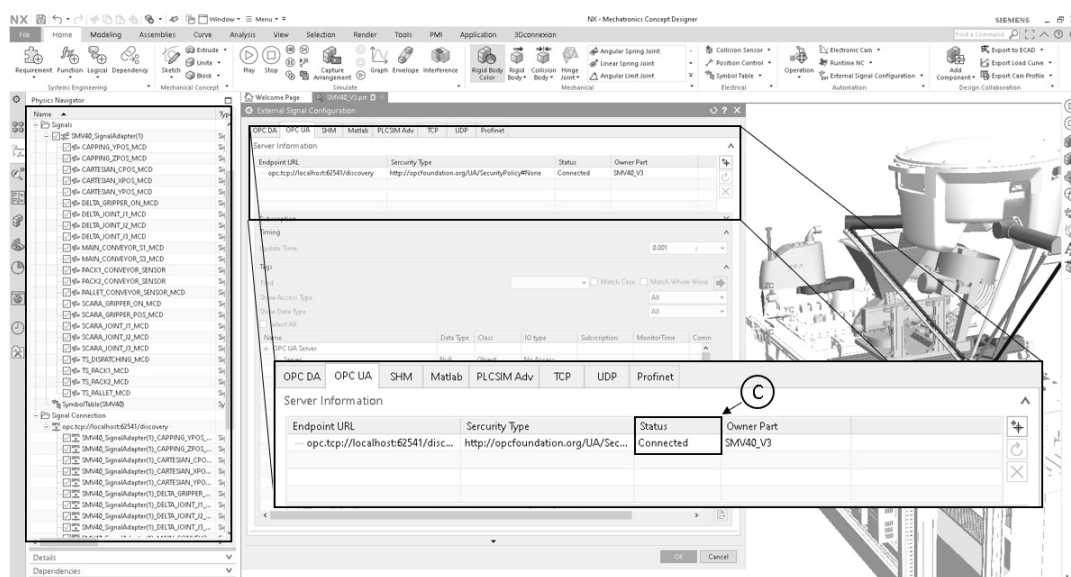 NX Window Menu NX - Mechatronics Concept Designer SIEMENS
File Home Modeling Assemblies Curve Analysis View Selection Render Tools PMI Application 3Dconnexion Find a Command
Requirement Function Logical Dependency Sketch Extrude Unite Block Play Stop Capture Arrangement Graph Envelope Interference Rigid Body Color Rigid Body Collision Body Hinge Joint Angular Spring Joint Linear Spring Joint Angular Limit Joint Collision Sensor Position Control Symbol Table Operation Electronic Cam Runtime NC External Signal Configuration Add Component Export to ECAD Export Load Curve Export Cam Profile
Systems Engineering Mechanical Concept Simulate Mechanical Electrical Automation Design Collaboration
Physics Navigator
Name
Signals
SMV40_SignalAdapter(1)
CAPPING_YPOS_MCD
CAPPING_ZPOS_MCD
CARTESIAN_CPOS_MCD
CARTESIAN_XPOS_MCD
CARTESIAN_YPOS_MCD
DELTA_GRIPPER_ON_MCD
DELTA_JOINT_J1_MCD
DELTA_JOINT_J2_MCD
DELTA_JOINT_J3_MCD
MAIN_CONVEYOR_S1_MCD
MAIN_CONVEYOR_S3_MCD
PACK1_CONVEYOR_SENSOR
PACK2_CONVEYOR_SENSOR
PALLET_CONVEYOR_SENSOR_MCD
SCARA_GRIPPER_ON_MCD
SCARA_GRIPPER_POS_MCD
SCARA_JOINT_J1_MCD
SCARA_JOINT_J2_MCD
SCARA_JOINT_J3_MCD
TS_DISPATCHING_MCD
TS_PACK1_MCD
TS_PACK2_MCD
TS_PALLET_MCD
SymbolTable(SMV40)
Signal Connection
opc.tcp://localhost:62541/discovery
SMV40_SignalAdapter(1)_CAPPING_YPOS_...
SMV40_SignalAdapter(1)_CAPPING_ZPOS_...
SMV40_SignalAdapter(1)_CARTESIAN_CPO...
SMV40_SignalAdapter(1)_CARTESIAN_XPO...
SMV40_SignalAdapter(1)_CARTESIAN_YPO...
SMV40_SignalAdapter(1)_DELTA_GRIPPER_...
SMV40_SignalAdapter(1)_DELTA_JOINT_J1_...
SMV40_SignalAdapter(1)_DELTA_JOINT_J2_...
SMV40_SignalAdapter(1)_DELTA_JOINT_J3_...
Details
Dependencies
Welcome Page SMV40_V3.prt
External Signal Configuration
OPC DA OPC UA SHM Matlab PLCSIM Adv TCP UDP Profinet
Server Information
Endpoint URL Sercurity Type Status Owner Part
opc.tcp://localhost:62541/discovery http://opcfoundation.org/UA/SecurityPolicy#None Connected SMV40_V3
Subscription
Timing
Update Time 0.001 s
Tags
Find Match Case Match Whole Word
Show Access Type All
Show Data Type All
Select All
Name Data Type Class IO type Subscription MonitorTime Comn
OPC UA Server
Server Null Object No Access
OPC DA OPC UA SHM Matlab PLCSIM Adv TCP UDP Profinet
Server Information
Endpoint URL Sercurity Type Status Owner Part
opc.tcp://localhost:62541/disc... http://opcfoundation.org/UA/Sec... Connected SMV40_V3
C
OK Cancel
ZC
YC